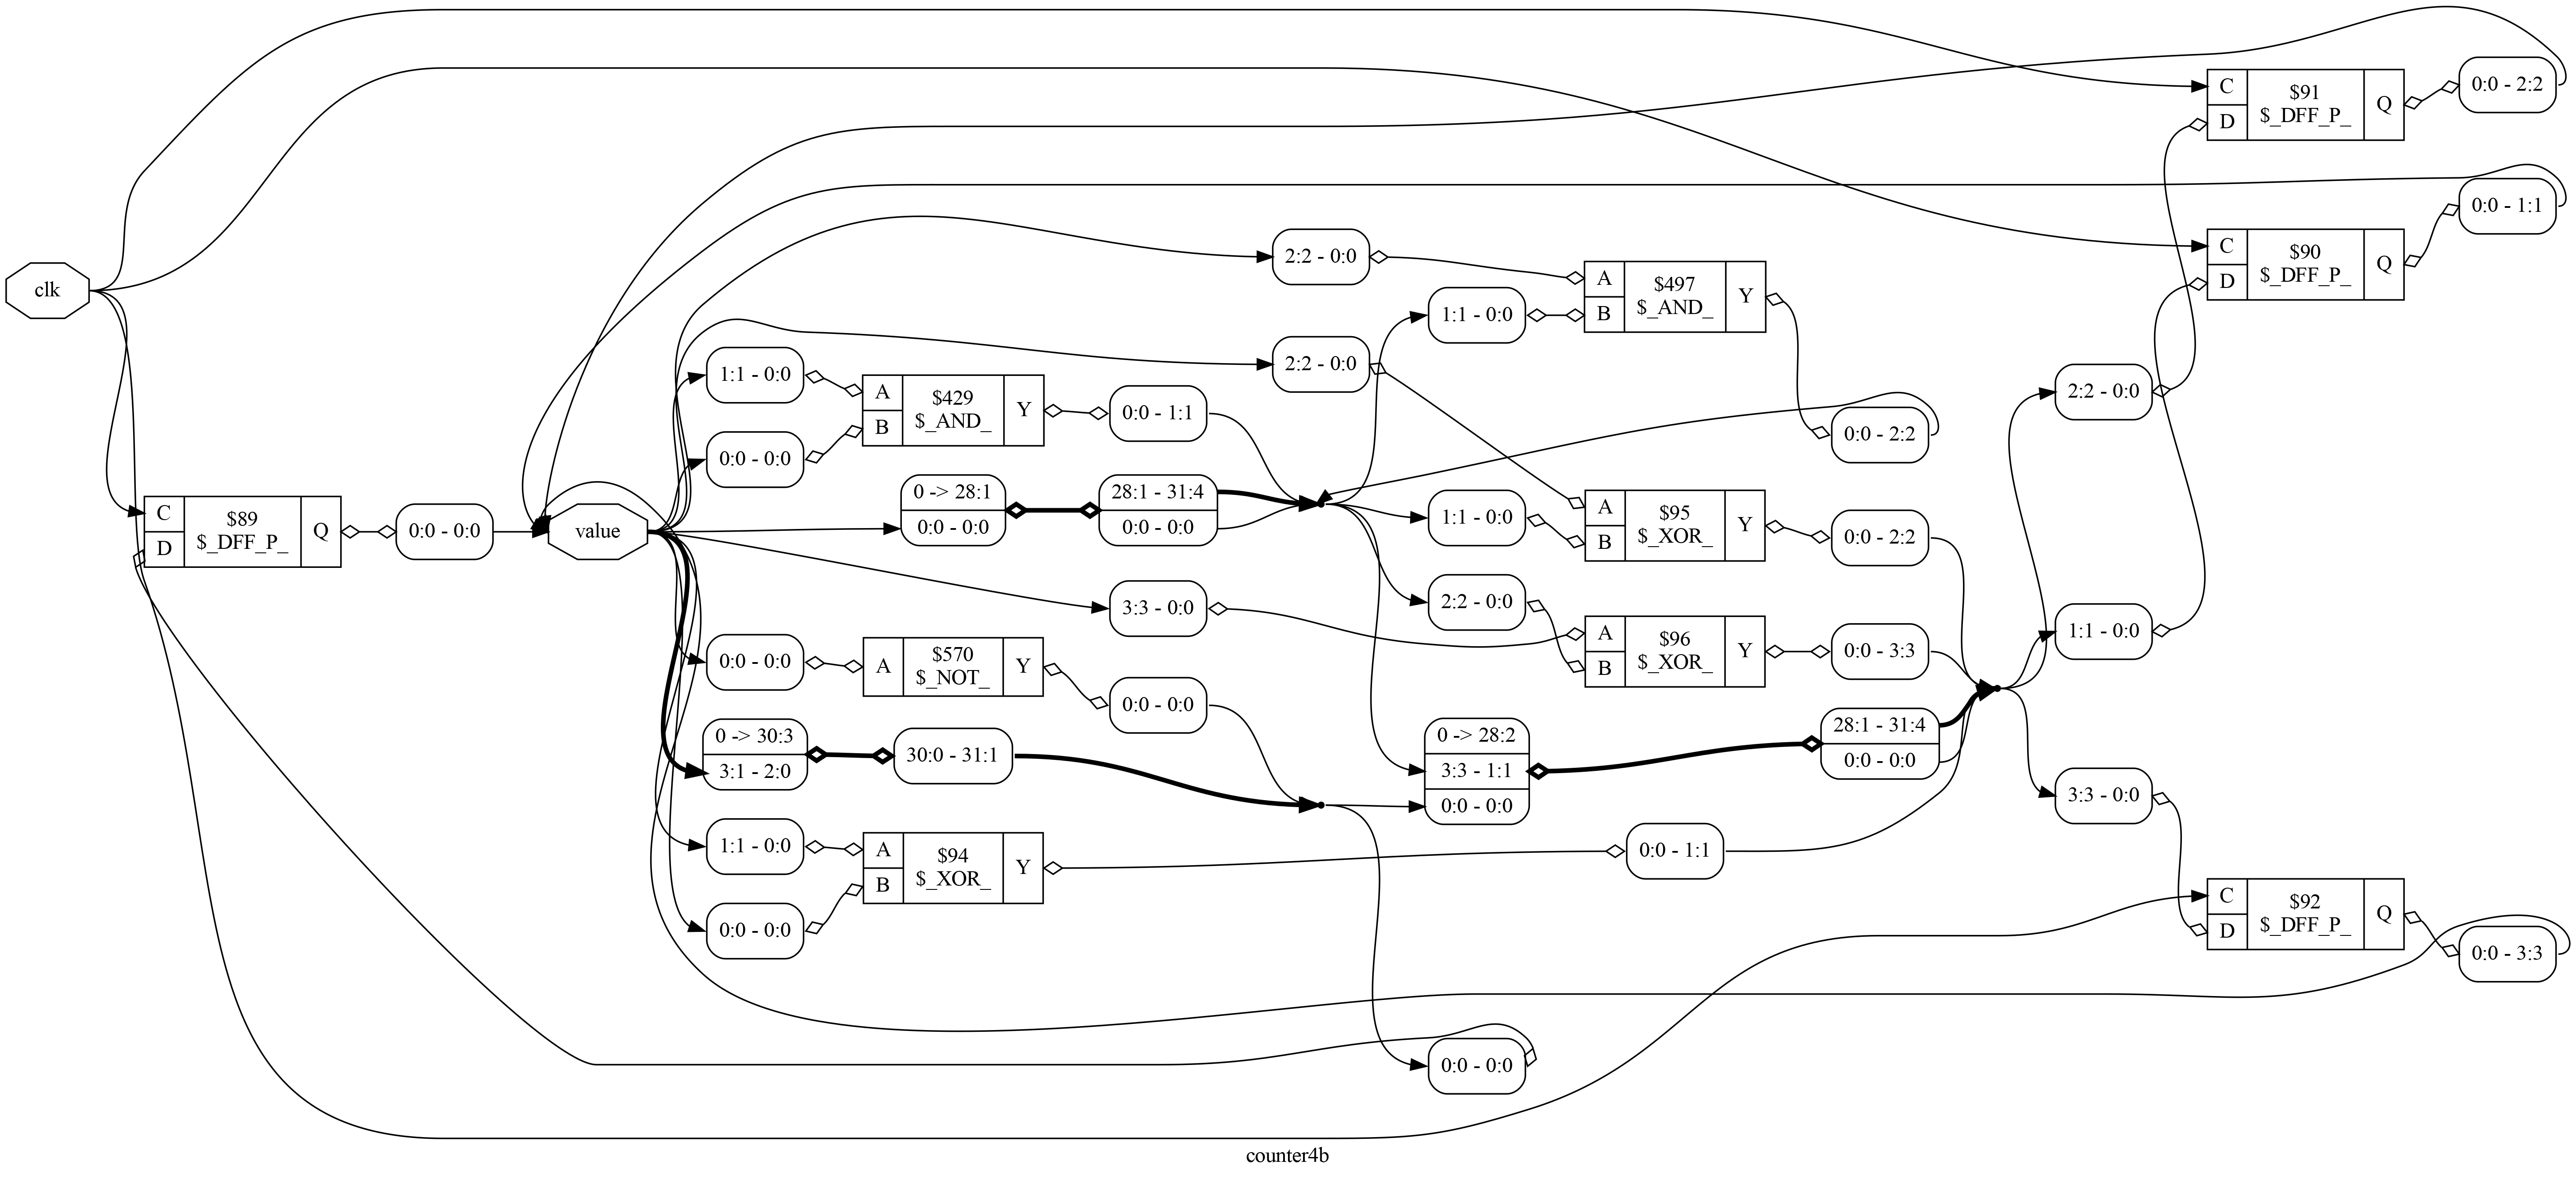 clk
C
D
$89
$_DFF_P_
Q
0:0 - 0:0
value
1:1 - 0:0
0:0 - 0:0
A
B
$429
$_AND_
Y
0:0 - 1:1
0 -> 28:1
0:0 - 0:0
28:1 - 31:4
0:0 - 0:0
3:3 - 0:0
0:0 - 0:0
A
$570
$_NOT_
Y
0:0 - 0:0
0 -> 30:3
3:1 - 2:0
30:0 - 31:1
1:1 - 0:0
0:0 - 0:0
A
B
$94
$_XOR_
Y
0:0 - 1:1
2:2 - 0:0
1:1 - 0:0
A
B
$497
$_AND_
Y
0:0 - 2:2
2:2 - 0:0
1:1 - 0:0
A
B
$95
$_XOR_
Y
0:0 - 2:2
2:2 - 0:0
A
B
$96
$_XOR_
Y
0:0 - 3:3
0 -> 28:2
3:3 - 1:1
0:0 - 0:0
28:1 - 31:4
0:0 - 0:0
0:0 - 0:0
2:2 - 0:0
1:1 - 0:0
3:3 - 0:0
C
D
$91
$_DFF_P_
Q
0:0 - 2:2
C
D
$90
$_DFF_P_
Q
0:0 - 1:1
C
D
$92
$_DFF_P_
Q
0:0 - 3:3
counter4b